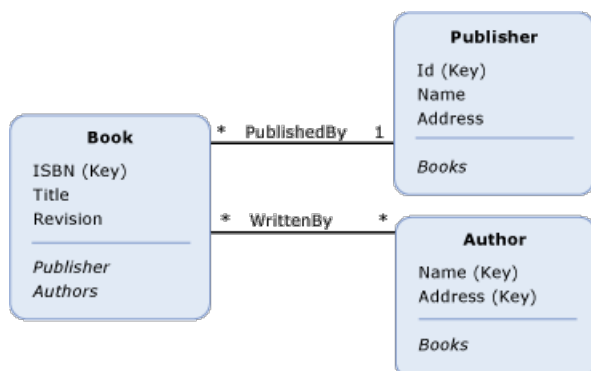 Publisher
Id (Key)
Name
Address
Books
Book
ISBN (Key)
Title
Revision
Publisher
Authors
* PublishedBy 1
* WrittenBy *
Author
Name (Key)
Address (Key)
Books